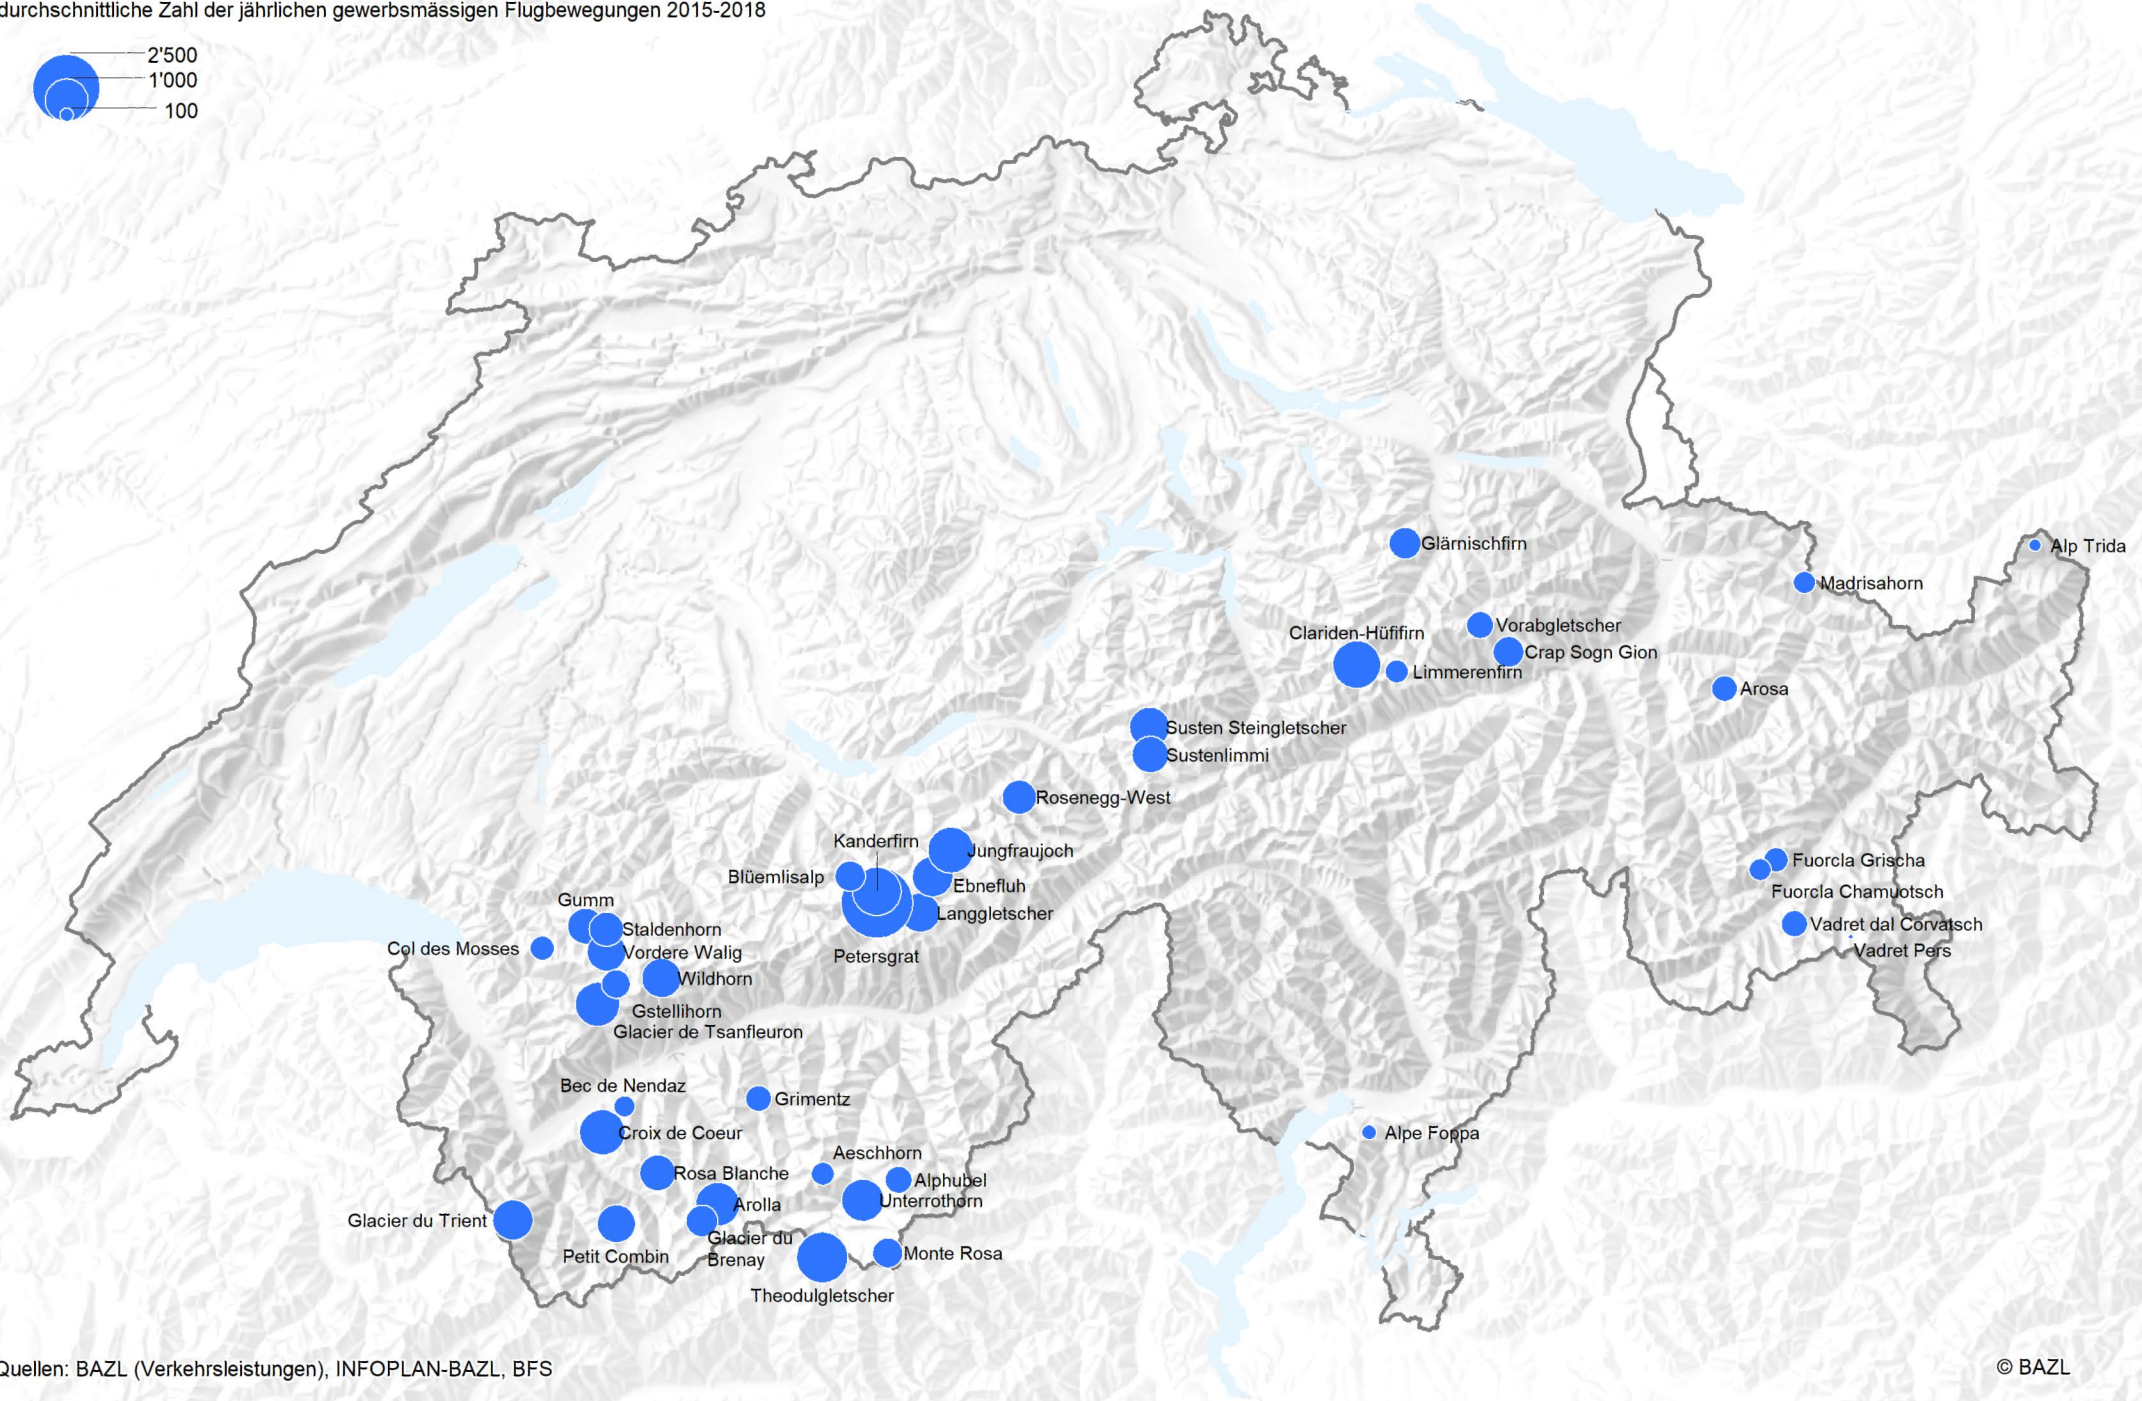 durchschnittliche Zahl der jährlichen gewerbsmässigen Flugbewegungen 2015-2018
2'500
1'000
100
Glärnischfirn
Alp Trida
Madrisahorn
Clariden-Hüfifirn
Vorabgletscher
Crap Sogn Gion
Limmerenfirn
Arosa
Susten Steingletscher
Sustenlimmi
Rosenegg-West
Kanderfirn
Jungfraujoch
Blüemlisalp
Ebnefluh
Langgletscher
Petersgrat
Fuorcla Grischa
Fuorcla Chamuotsch
Vadret dal Corvatsch
Vadret Pers
Gumm
Staldenhorn
Col des Mosses
Vordere Walig
Wildhorn
Gstellihorn
Glacier de Tsanfleuron
Bec de Nendaz
Grimentz
Croix de Coeur
Alpe Foppa
Aeschhorn
Rosa Blanche
Alphubel
Unterrothorn
Arolla
Glacier du Trient
Glacier du
Brenay
Petit Combin
Monte Rosa
Theodulgletscher
Quellen: BAZL (Verkehrsleistungen), INFOPLAN-BAZL, BFS
© BAZL